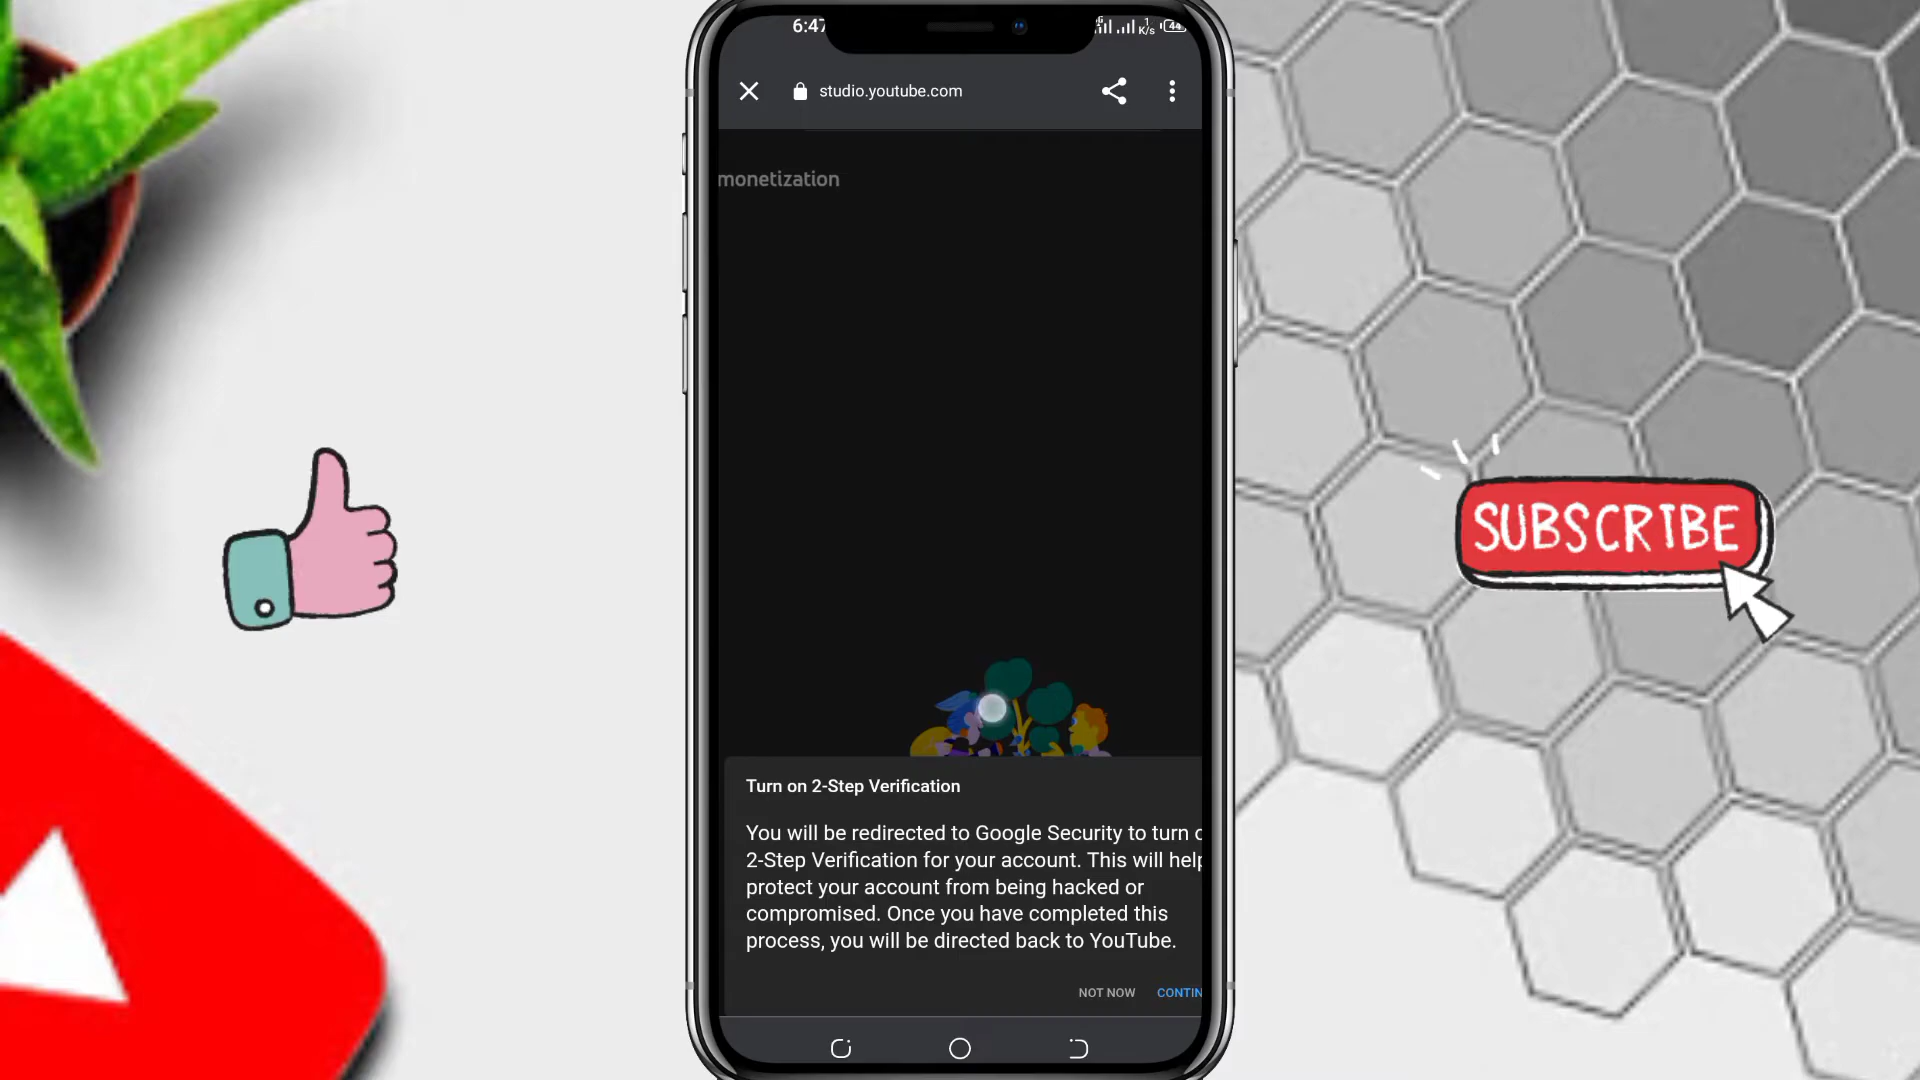 6:47
K/s 44
studio.youtube.com
monetization
SUBSCRIBE
Turn on 2-Step Verification
You will be redirected to Google Security to turn
2-Step Verification for your account. This will help
protect your account from being hacked or
compromised. Once you have completed this
process, you will be directed back to YouTube.
NOT NOW CONTIN